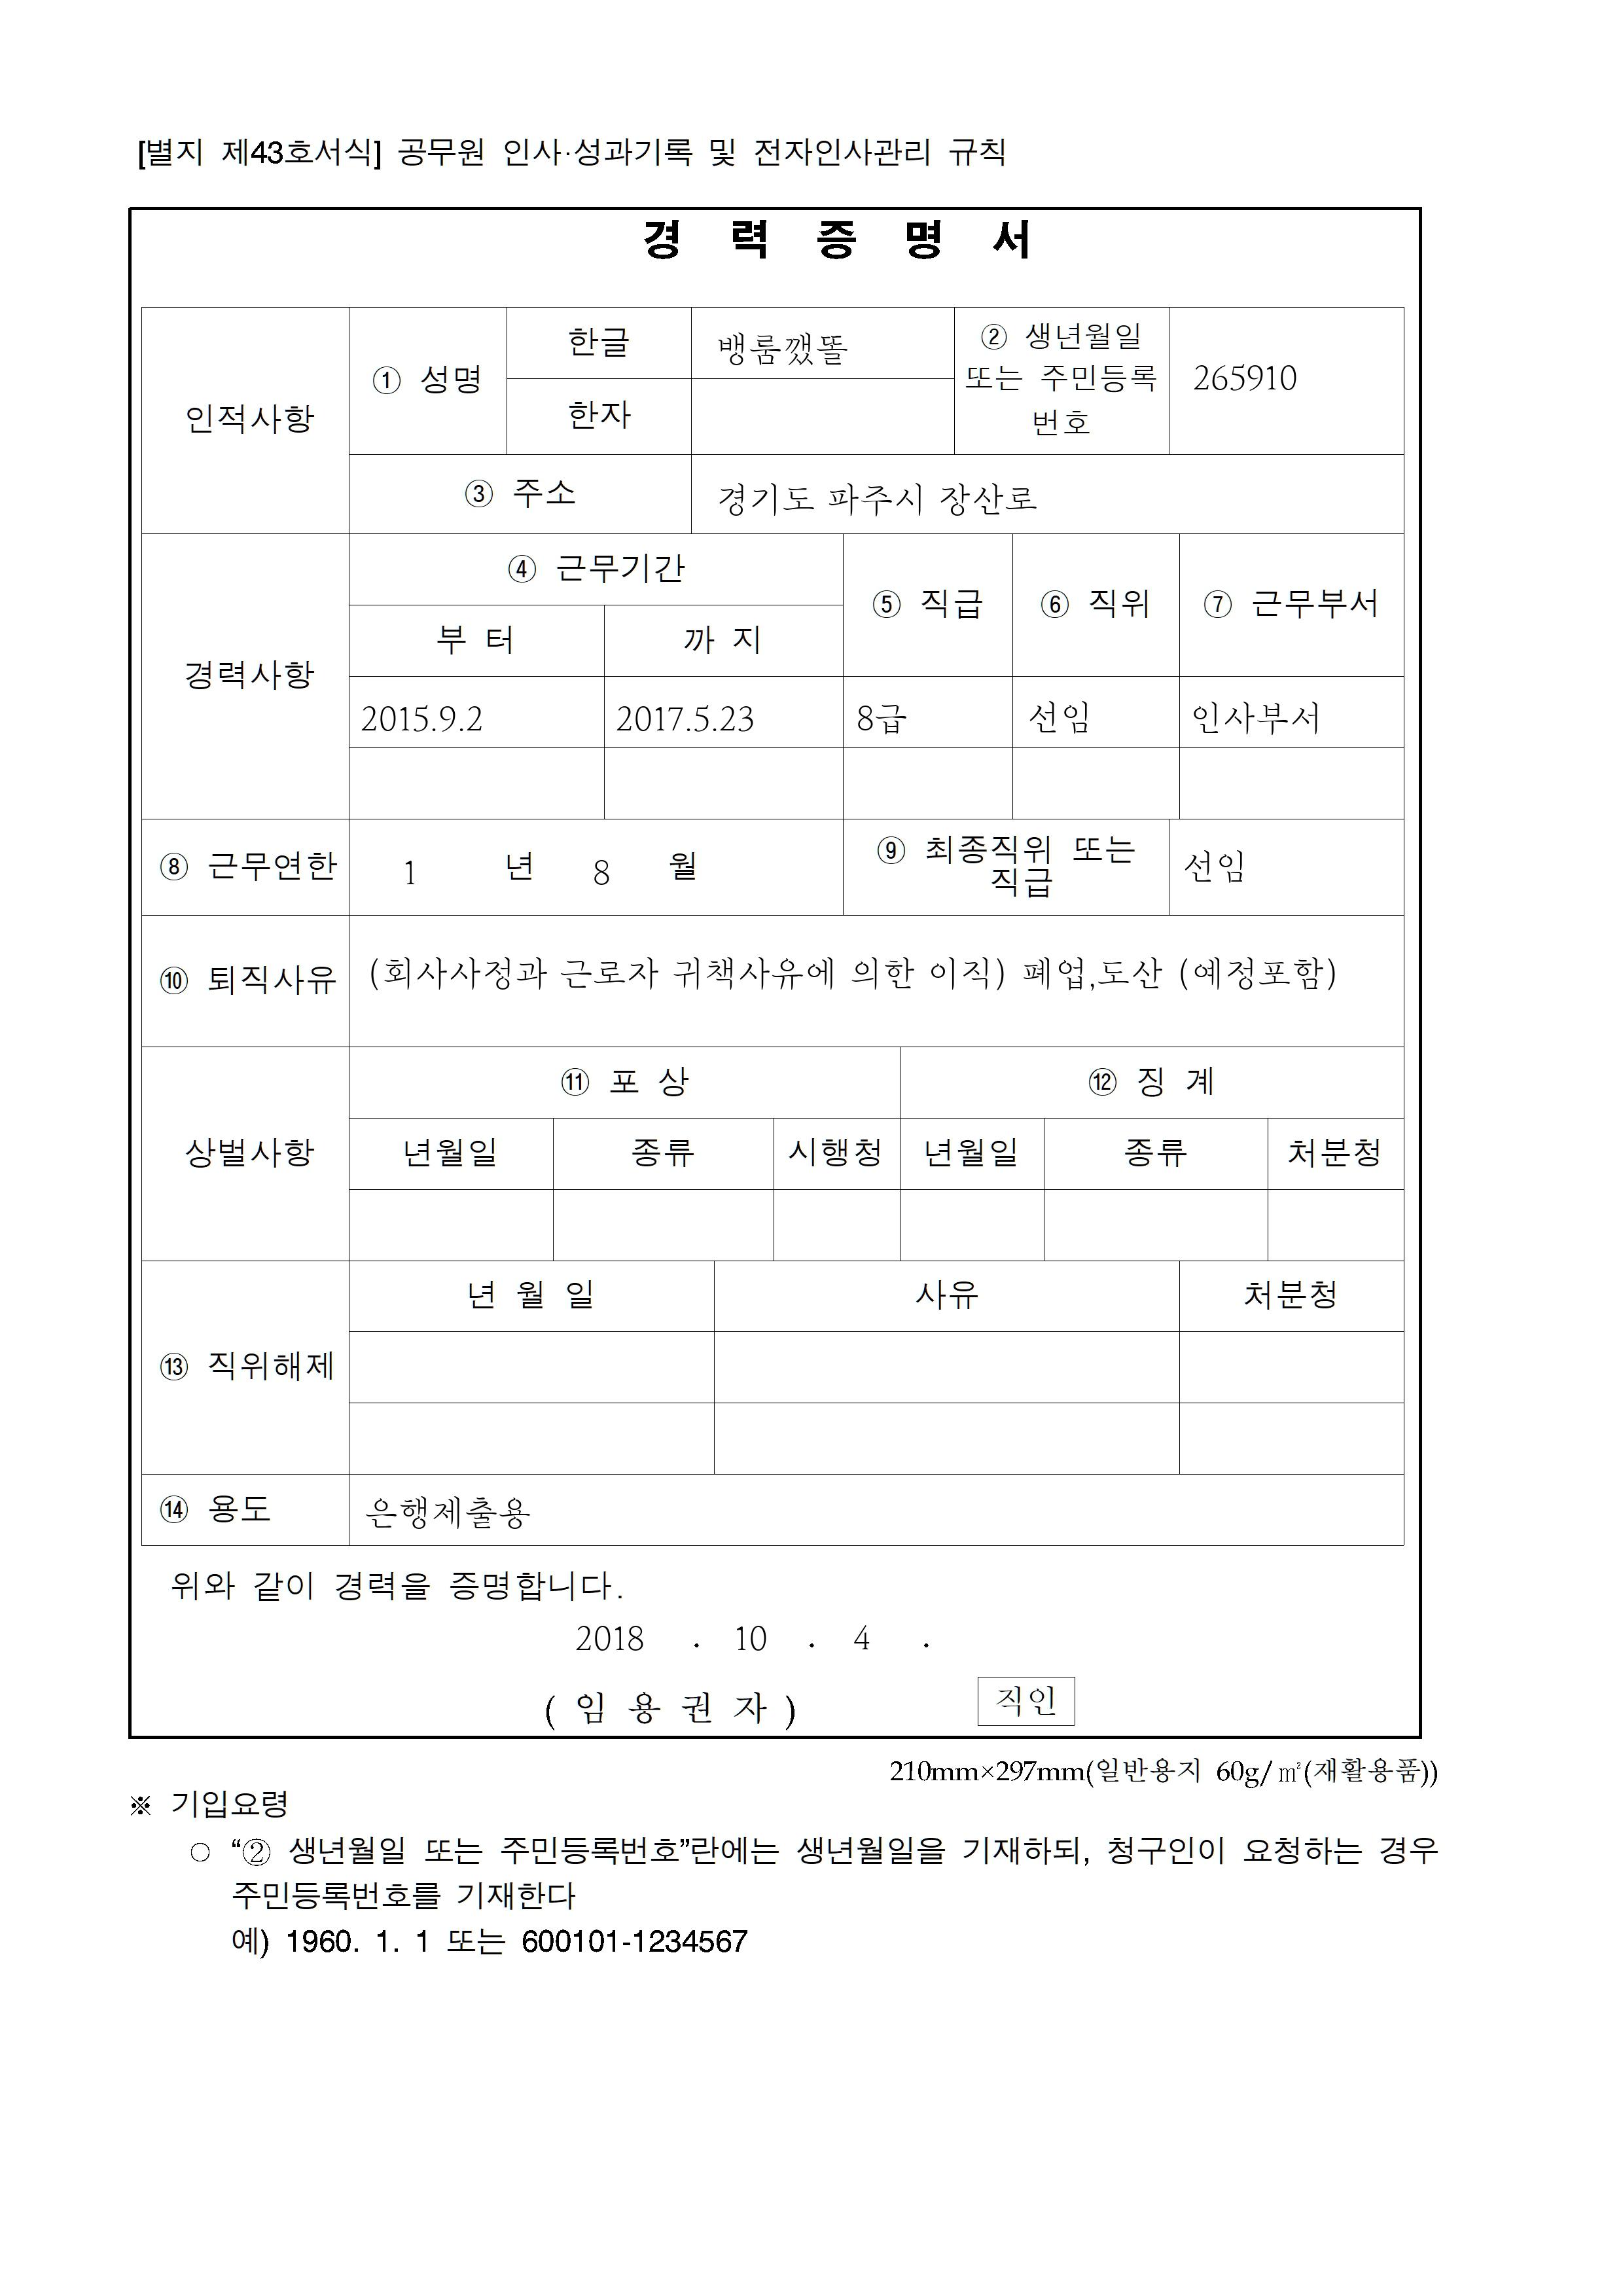 [별지 제43호서식] 공무원 인사·성과기록 및 전자인사관리 규칙
경 력 증 명 서
인적사항
① 성명
한글
뱅룸깼똘
한자
② 생년월일
또는 주민등록
번호
265910
③ 주소
경기도 파주시 장산로
경력사항
④ 근무기간
부 터
까 지
⑤ 직급
⑥ 직위
⑦ 근무부서
2015.9.2
2017.5.23
8급
선임
인사부서
⑧ 근무연한
1 년 8 월
⑨ 최종직위 또는
직급
선임
⑩ 퇴직사유
(회사사정과 근로자 귀책사유에 의한 이직) 폐업,도산 (예정포함)
상벌사항
⑪ 포 상
⑫ 징 계
년월일
종류
시행청
년월일
종류
처분청
⑬ 직위해제
년 월 일
사유
처분청
⑭ 용도
은행제출용
위와 같이 경력을 증명합니다.
2018 . 10 . 4 .
( 임 용 권 자 )
직인
210mm×297mm(일반용지 60g/㎡(재활용품))
※ 기입요령
○ “② 생년월일 또는 주민등록번호”란에는 생년월일을 기재하되, 청구인이 요청하는 경우
주민등록번호를 기재한다
예) 1960. 1. 1 또는 600101-1234567